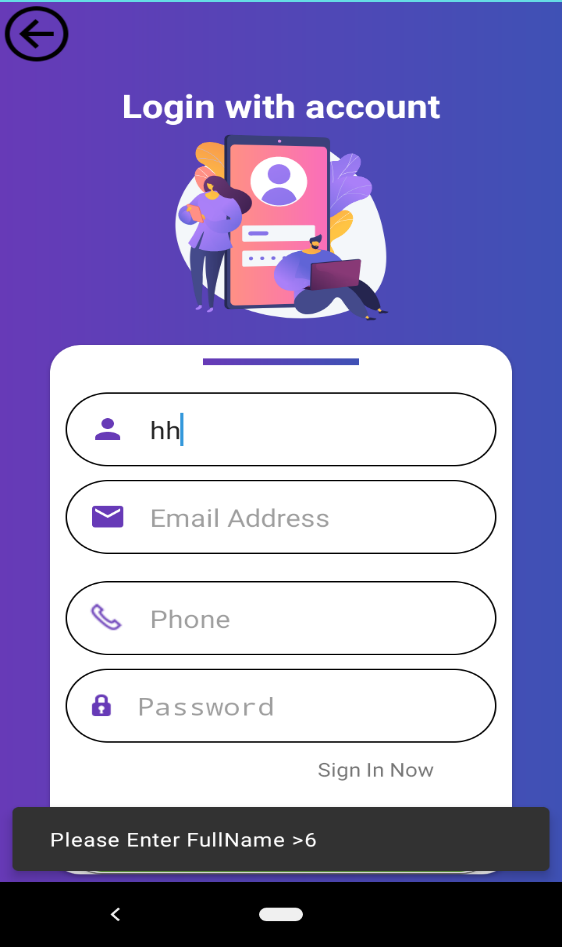 Login with account
hh
Email Address
Phone
Password
Sign In Now
Please Enter FullName >6